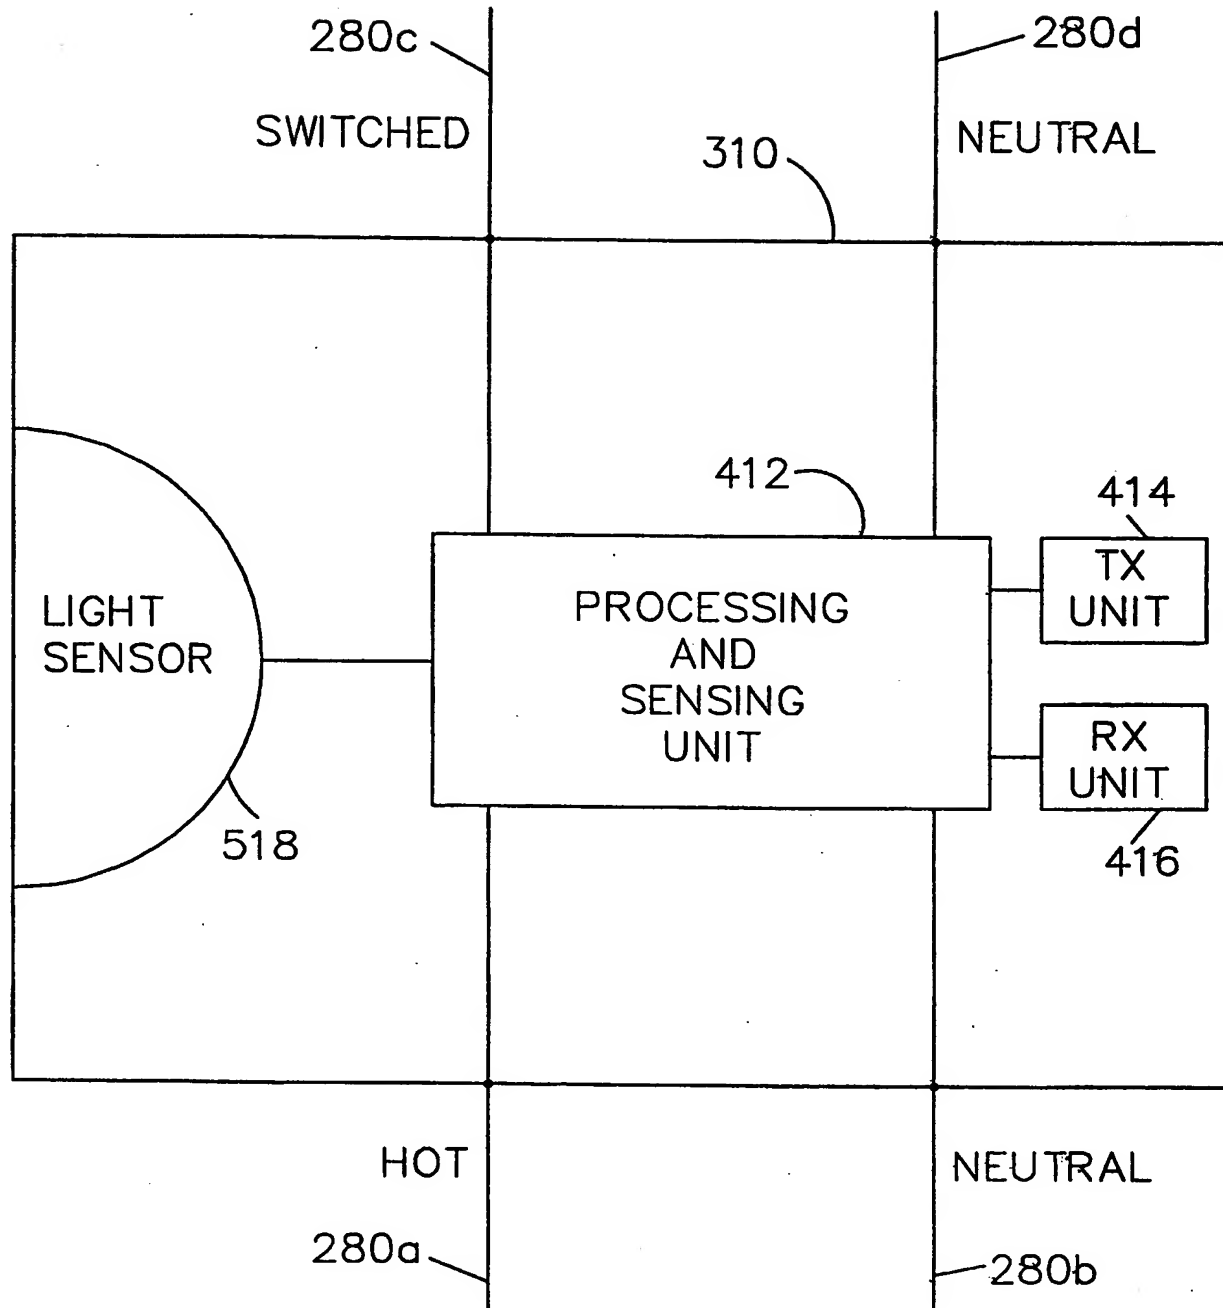 280c
280d
SWITCHED
NEUTRAL
310
412
414
TX
UNIT
LIGHT
SENSOR
PROCESSING
AND
SENSING
UNIT
RX
UNIT
518
416
HOT
NEUTRAL
280a
280b